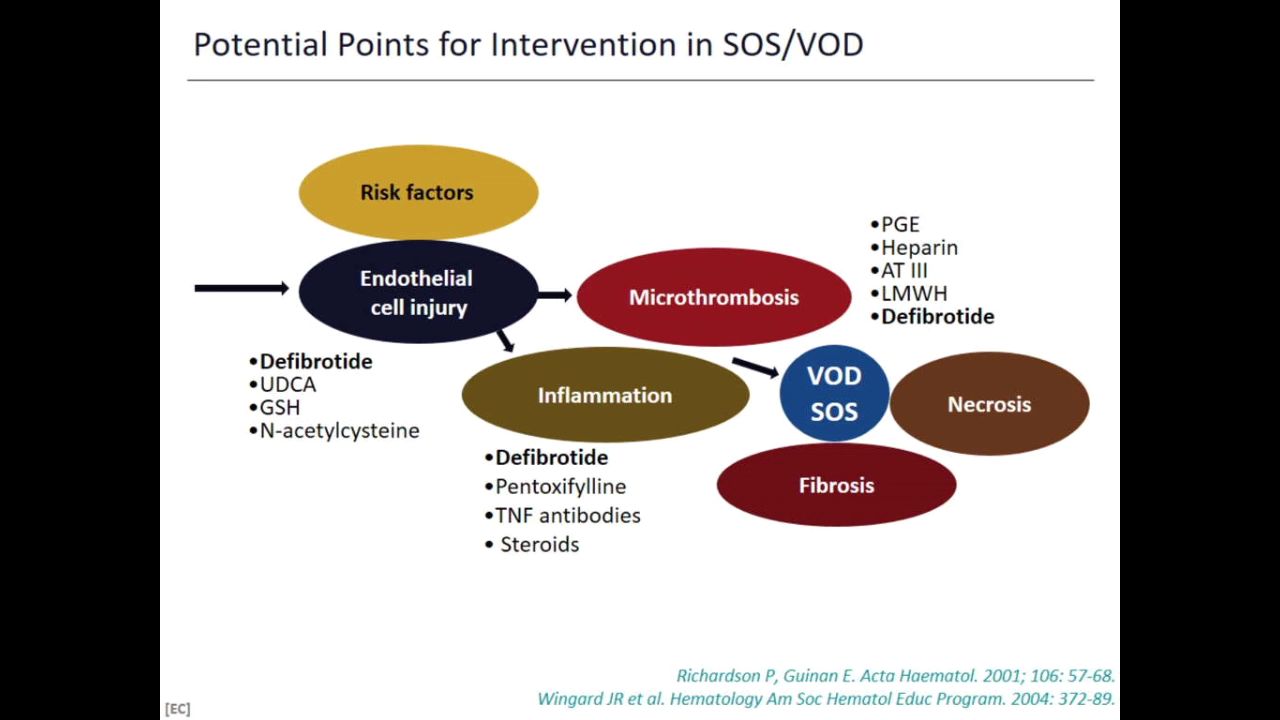 Potential Points for Intervention in SOS/VOD
Risk factors
Endothelial
cell injury
Microthrombosis
•PGE
•Heparin
•AT III
•LMWH
•Defibrotide
•Defibrotide
•UDCA
•GSH
•N-acetylcysteine
Inflammation
VOD
SOS
Necrosis
Fibrosis
•Defibrotide
•Pentoxifylline
•TNF antibodies
• Steroids
Richardson P, Guinan E. Acta Haematol. 2001; 106: 57-68.
Wingard JR et al. Hematology Am Soc Hematol Educ Program. 2004: 372-89.
[EC]